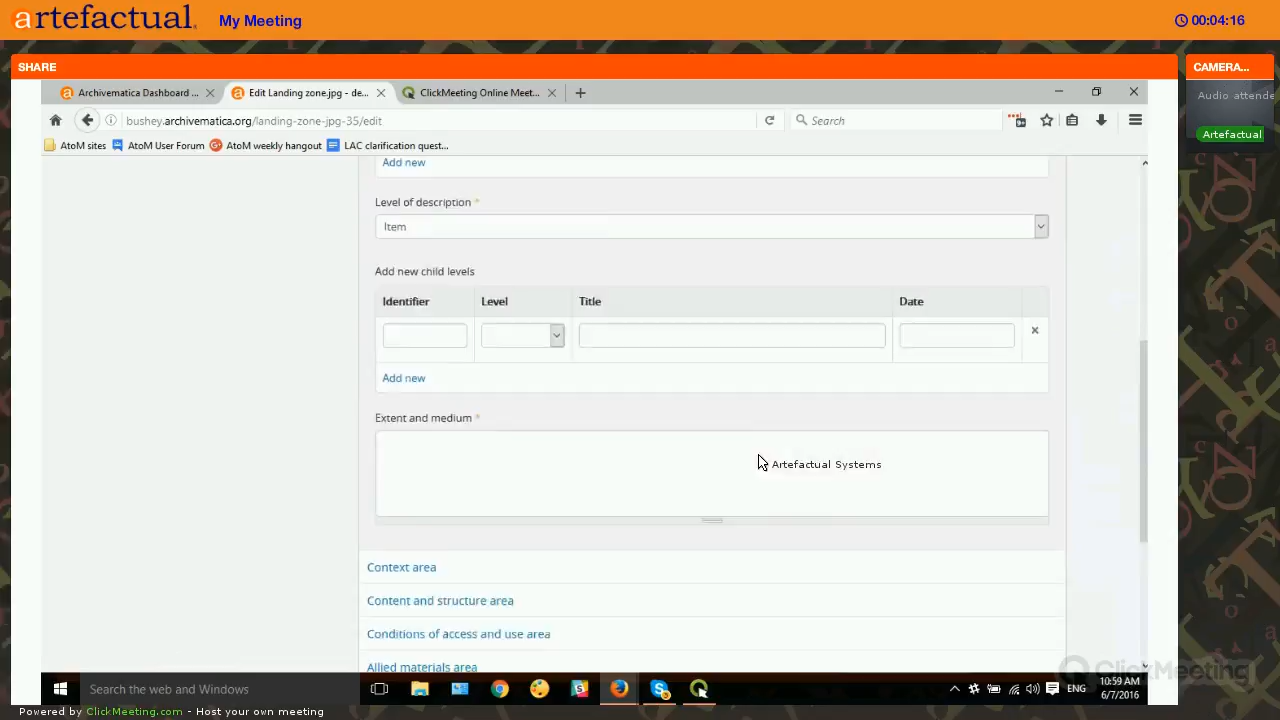 artefactual
My Meeting
00:04:16
SHARE
CAMERA...
Archivematica Dashboard ...
Edit Landing zone.jpg - de...
ClickMeeting Online Meet...
Audio attende
bushey.archivematica.org/landing-zone-jpg-35/edit
Search
Artefactual
AtoM sites
AtoM User Forum
AtoM weekly hangout
LAC clarification quest...
Add new
Level of description *
Item
Add new child levels
Identifier
Level
Title
Date
Add new
Extent and medium *
Artefactual Systems
Context area
Content and structure area
Conditions of access and use area
Allied materials area
ClickMeeting
Search the web and Windows
ENG
10:59 AM
6/7/2016
Powered by ClickMeeting.com - Host your own meeting